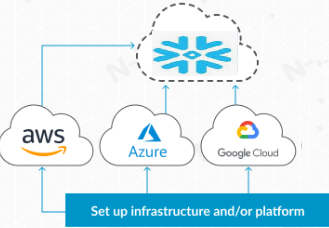 aws
Azure
Google Cloud
Set up infrastructure and/or platform